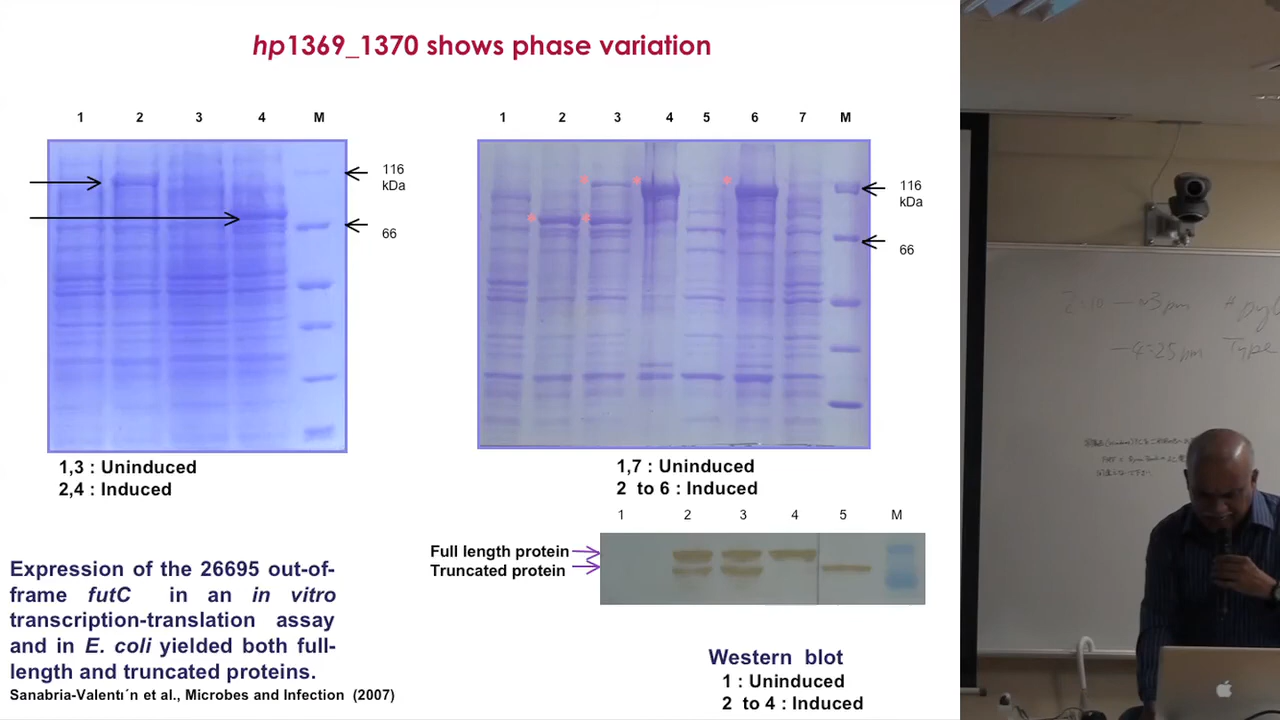 hp1369_1370 shows phase variation
1 2 3 4 M
116
kDa
66
1,3 : Uninduced
2,4 : Induced
1 2 3 4 5 6 7 M
* * *
* *
116
kDa
66
1,7 : Uninduced
2 to 6 : Induced
1 2 3 4 5 M
Full length protein
Truncated protein
Western blot
1 : Uninduced
2 to 4 : Induced
Expression of the 26695 out-of-
frame futC in an in vitro
transcription-translation assay
and in E. coli yielded both full-
length and truncated proteins.
Sanabria-Valentı´n et al., Microbes and Infection (2007)
Type